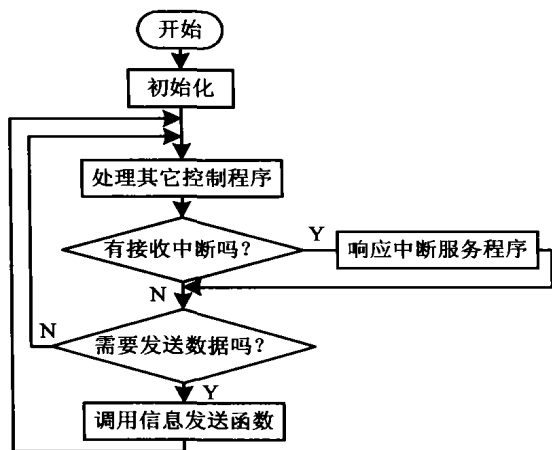 开始
初始化
处理其它控制程序
有接收中断吗?
Y
响应中断服务程序
N
N
需要发送数据吗?
Y
调用信息发送函数